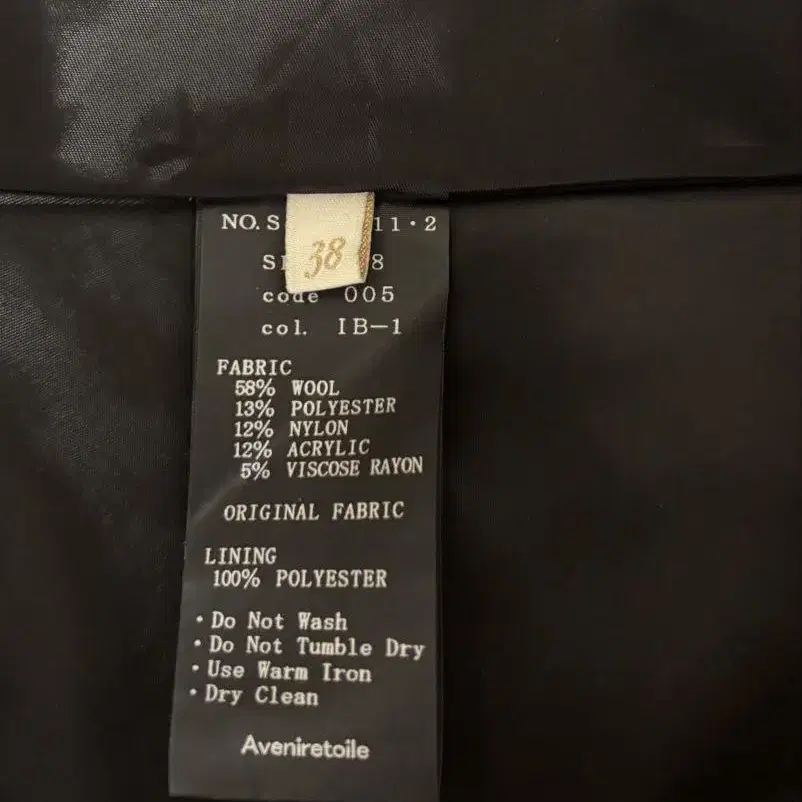 NO. S 11・2
38
8
code 005
col. IB-1
FABRIC
58% WOOL
13% POLYESTER
12% NYLON
12% ACRYLIC
5% VISCOSE RAYON
ORIGINAL FABRIC
LINING
100% POLYESTER
・Do Not Wash
・Do Not Tumble Dry
・Use Warm Iron
・Dry Clean
Aveniretoile